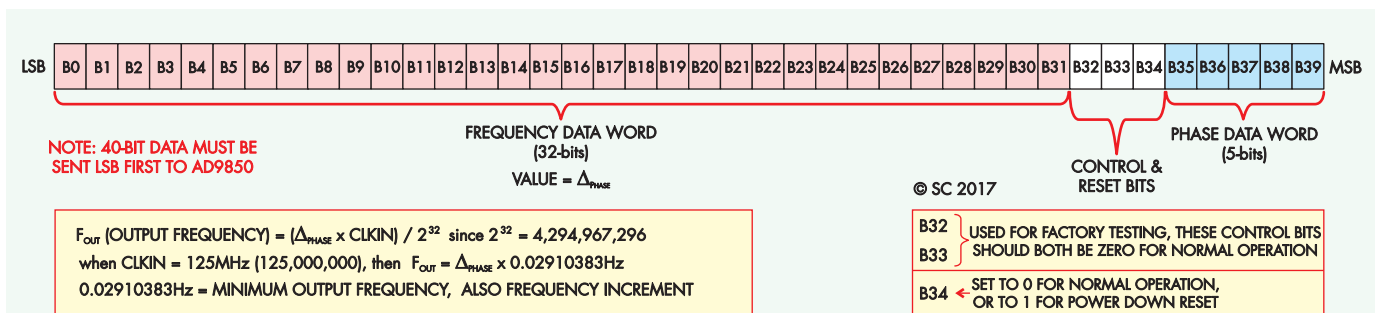 LSB B0 B1 B2 B3 B4 B5 B6 B7 B8 B9 B10 B11 B12 B13 B14 B15 B16 B17 B18 B19 B20 B21 B22 B23 B24 B25 B26 B27 B28 B29 B30 B31 B32 B33 B34 B35 B36 B37 B38 B39 MSB
FREQUENCY DATA WORD
(32-bits)
VALUE = ΔPHASE
NOTE: 40-BIT DATA MUST BE
SENT LSB FIRST TO AD9850
CONTROL &
RESET BITS
PHASE DATA WORD
(5-bits)
© SC 2017
FOUT (OUTPUT FREQUENCY) = (ΔPHASE x CLKIN) / 2³² since 2³² = 4,294,967,296
when CLKIN = 125MHz (125,000,000), then FOUT = ΔPHASE x 0.02910383Hz
0.02910383Hz = MINIMUM OUTPUT FREQUENCY, ALSO FREQUENCY INCREMENT
B32
B33
USED FOR FACTORY TESTING, THESE CONTROL BITS
SHOULD BOTH BE ZERO FOR NORMAL OPERATION
B34
SET TO 0 FOR NORMAL OPERATION,
OR TO 1 FOR POWER DOWN RESET